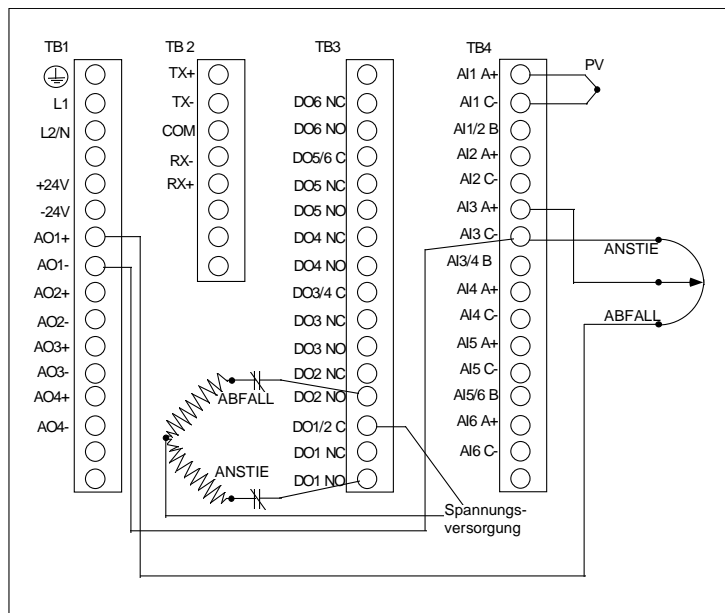 TB1
L1
L2/N
+24V
-24V
AO1+
AO1-
AO2+
AO2-
AO3+
AO3-
AO4+
AO4-
TB 2
TX+
TX-
COM
RX-
RX+
TB3
DO6 NC
DO6 NO
DO5/6 C
DO5 NC
DO5 NO
DO4 NC
DO4 NO
DO3/4 C
DO3 NC
DO3 NO
DO2 NC
DO2 NO
DO1/2 C
DO1 NC
DO1 NO
ABFALL
ANSTIE
Spannungs-
versorgung
TB4
AI1 A+
AI1 C-
AI1/2 B
AI2 A+
AI2 C-
AI3 A+
AI3 C-
AI3/4 B
AI4 A+
AI4 C-
AI5 A+
AI5 C-
AI5/6 B
AI6 A+
AI6 C-
PV
ANSTIE
ABFALL